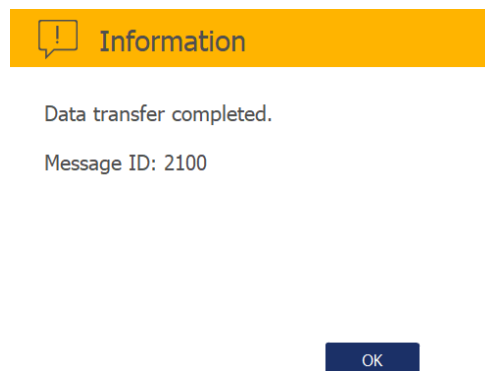 Information
Data transfer completed.
Message ID: 2100
OK